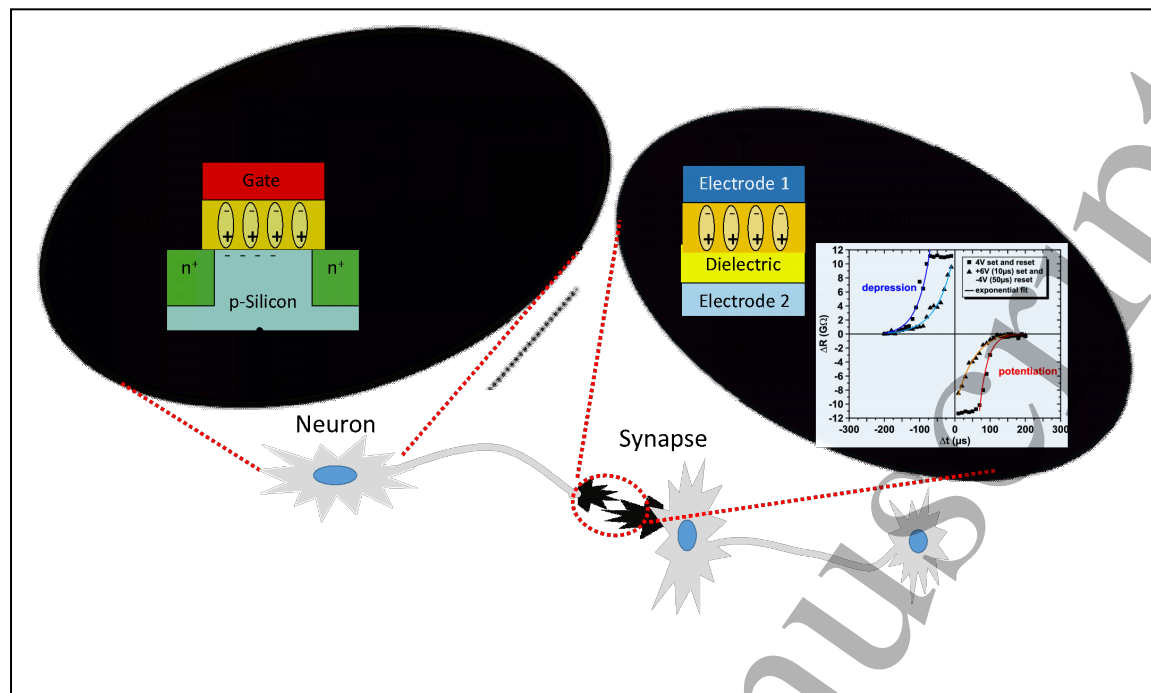 Gate
- - - -
+ + + +
- - - -
n⁺
n⁺
p-Silicon
Electrode 1
- - - -
+ + + +
Dielectric
Electrode 2
12
10
8
6
4
2
0
-2
-4
-6
-8
-10
-12
ΔR (GΩ)
4V set and reset
+6V (10µs) set and
-4V (50µs) reset
exponential fit
depression
potentiation
-300 -200 -100 0 100 200 300
Δt (µs)
Neuron
Synapse